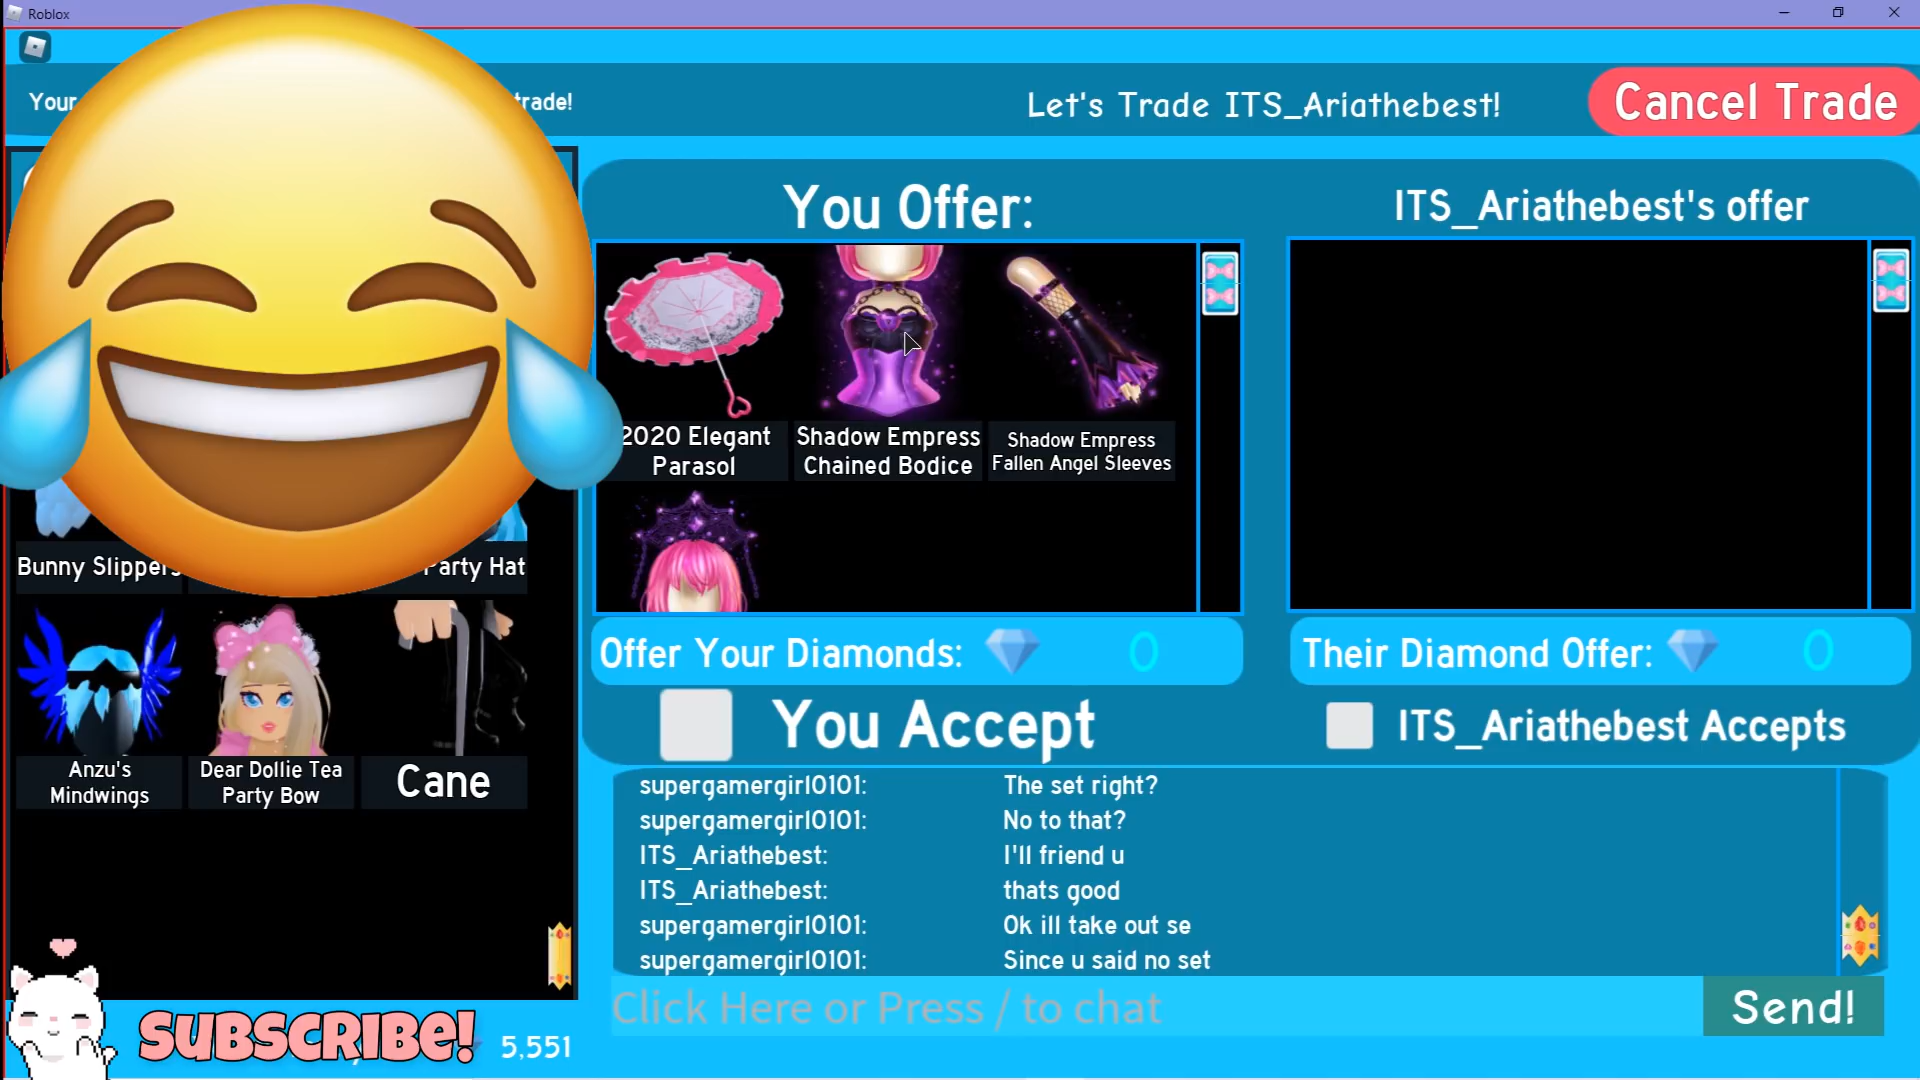 Roblox
Your trade!
Let's Trade ITS_Ariathebest!
Cancel Trade
You Offer:
ITS_Ariathebest's offer
2020 Elegant
Parasol
Shadow Empress
Chained Bodice
Shadow Empress
Fallen Angel Sleeves
Bunny Slippers
Party Hat
Offer Your Diamonds: 0
Their Diamond Offer: 0
You Accept
ITS_Ariathebest Accepts
Anzu's
Mindwings
Dear Dollie Tea
Party Bow
Cane
supergamergirl0101: The set right?
supergamergirl0101: No to that?
ITS_Ariathebest: I'll friend u
ITS_Ariathebest: thats good
supergamergirl0101: Ok ill take out se
supergamergirl0101: Since u said no set
Click Here or Press / to chat
Send!
SUBSCRIBE!
5,551